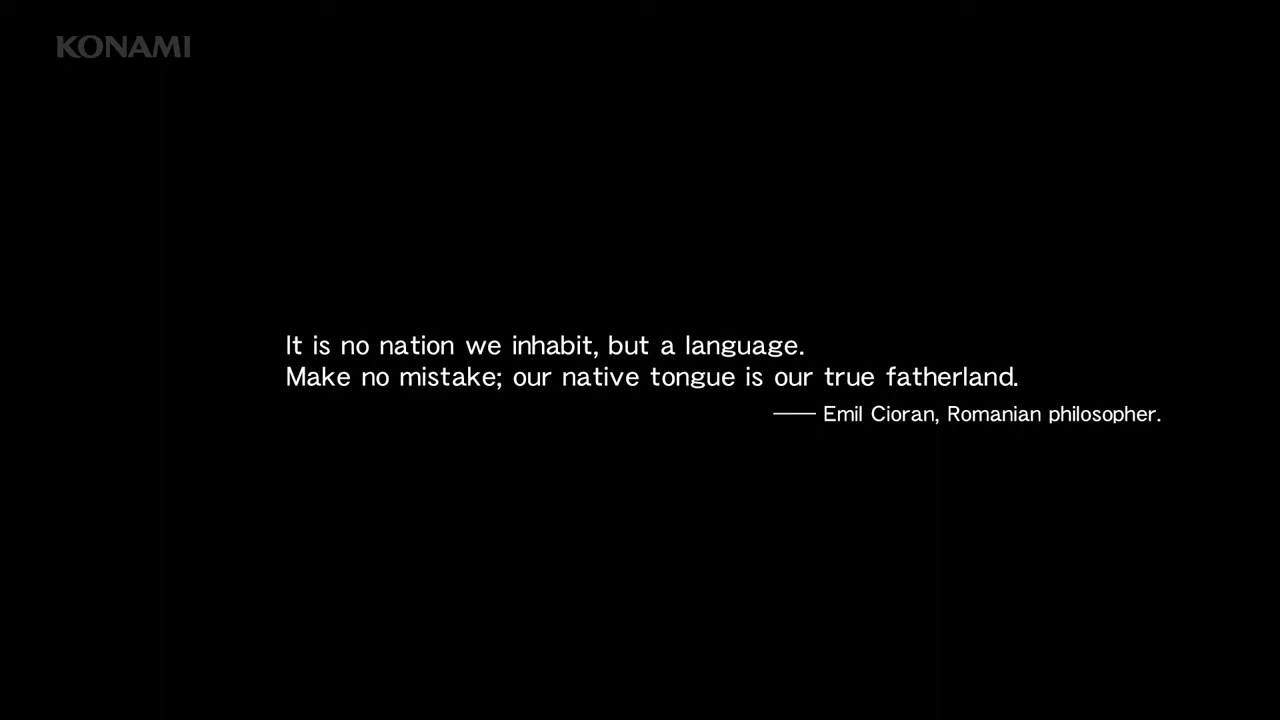 KONAMI
It is no nation we inhabit, but a language.
Make no mistake; our native tongue is our true fatherland.
—— Emil Cioran, Romanian philosopher.